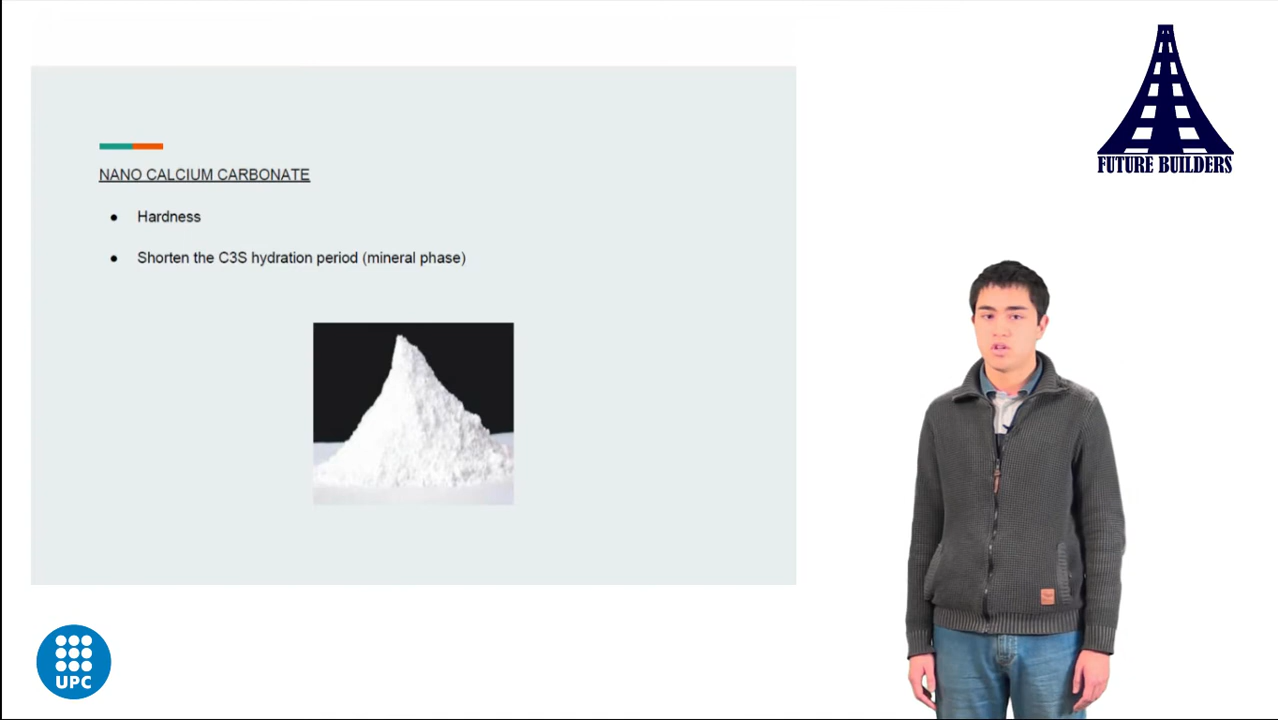 FUTURE BUILDERS
NANO CALCIUM CARBONATE
● Hardness
● Shorten the C3S hydration period (mineral phase)
UPC